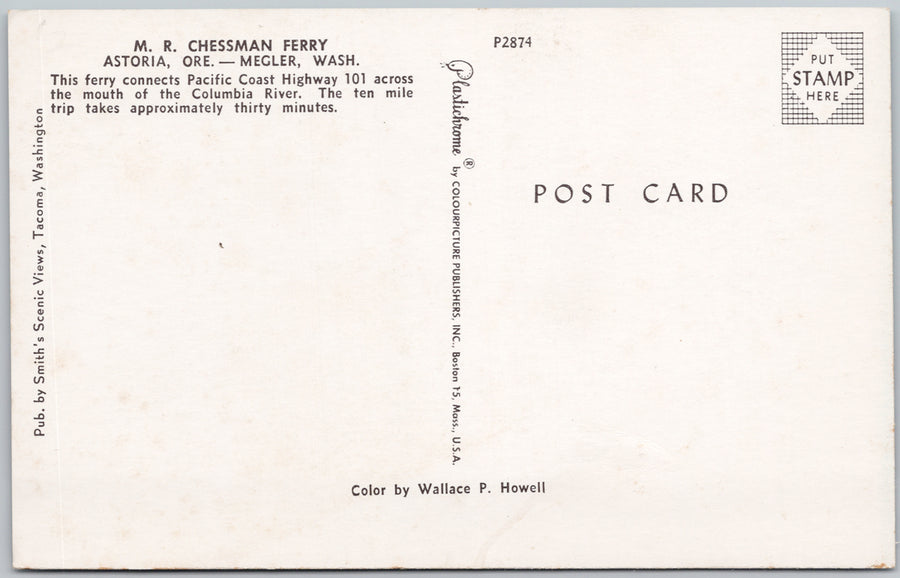 M. R. CHESSMAN FERRY
ASTORIA, ORE. — MEGLER, WASH.
This ferry connects Pacific Coast Highway 101 across
the mouth of the Columbia River. The ten mile
trip takes approximately thirty minutes.
Pub. by Smith's Scenic Views, Tacoma, Washington
P2874
Plastichrome ® by COLOURPICTURE PUBLISHERS, INC., Boston 15, Mass., U.S.A.
PUT
STAMP
HERE
POST CARD
Color by Wallace P. Howell